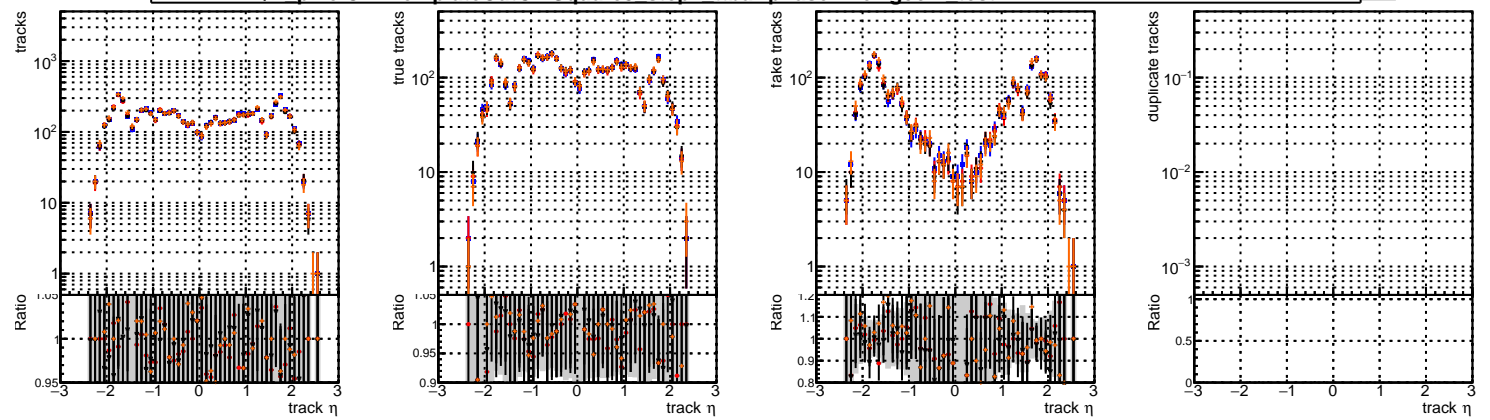 tracks
10³
10²
10
1
1.05
Ratio
1
0.95
−3 −2 −1 0 1 2 3
track η
true tracks
10²
10
1
1.05
Ratio
1
0.95
0.9
−3 −2 −1 0 1 2 3
track η
fake tracks
10²
10
1
1.2
Ratio
1.1
1
0.9
0.8
−3 −2 −1 0 1 2 3
track η
duplicate tracks
10⁻¹
10⁻²
10⁻³
Ratio
1
0.5
0
−3 −2 −1 0 1 2 3
track η